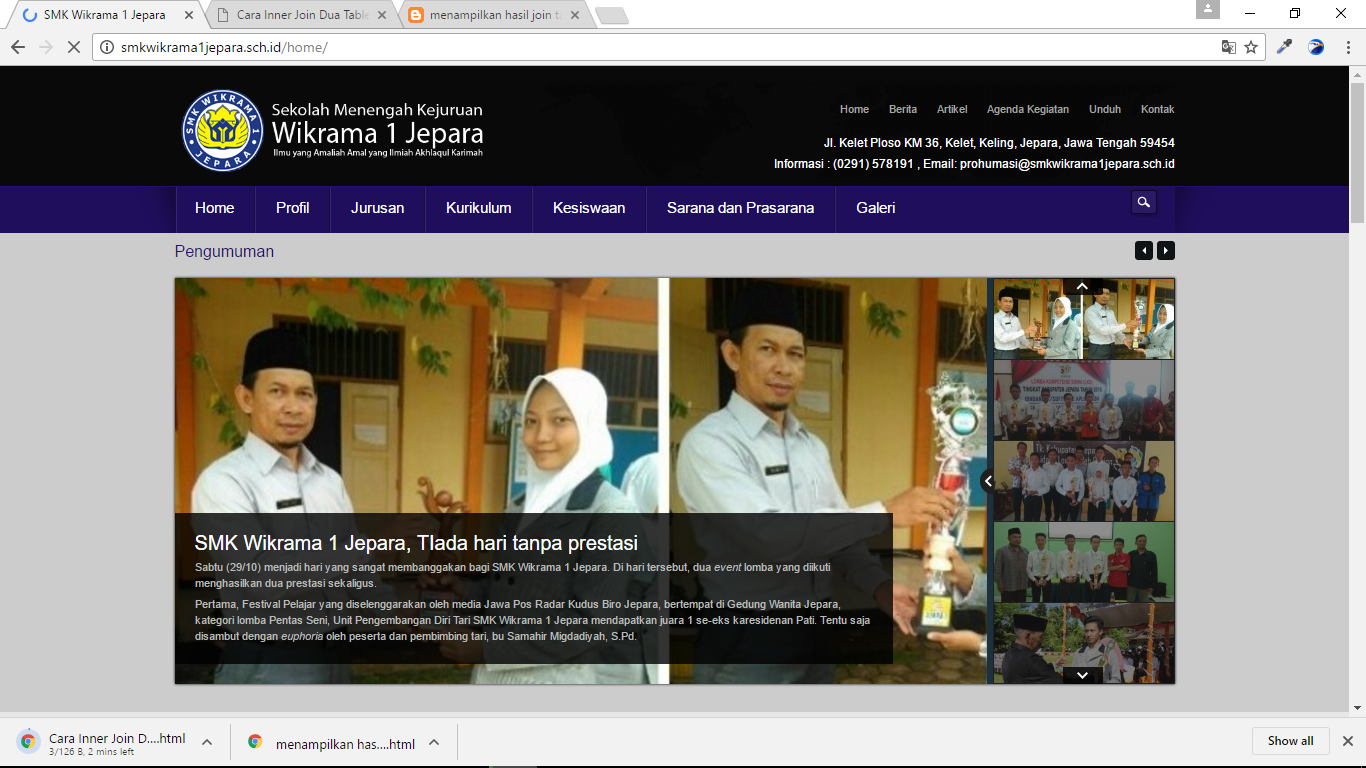 SMK Wikrama 1 Jepara
Cara Inner Join Dua Table
menampilkan hasil join ta
smkwikrama1jepara.sch.id/home/
SMK WIKRAMA 1
JEPARA
Sekolah Menengah Kejuruan
Wikrama 1 Jepara
Ilmu yang Amaliah Amal yang Ilmiah Akhlaqul Karimah
Home Berita Artikel Agenda Kegiatan Unduh Kontak
Jl. Kelet Ploso KM 36, Kelet, Keling, Jepara, Jawa Tengah 59454
Informasi : (0291) 578191 , Email: prohumasi@smkwikrama1jepara.sch.id
Home Profil Jurusan Kurikulum Kesiswaan Sarana dan Prasarana Galeri
Pengumuman
SMK Wikrama 1 Jepara, TIada hari tanpa prestasi
Sabtu (29/10) menjadi hari yang sangat membanggakan bagi SMK Wikrama 1 Jepara. Di hari tersebut, dua event lomba yang diikuti
menghasilkan dua prestasi sekaligus.
Pertama, Festival Pelajar yang diselenggarakan oleh media Jawa Pos Radar Kudus Biro Jepara, bertempat di Gedung Wanita Jepara,
kategori lomba Pentas Seni, Unit Pengembangan Diri Tari SMK Wikrama 1 Jepara mendapatkan juara 1 se-eks karesidenan Pati. Tentu saja
disambut dengan euphoria oleh peserta dan pembimbing tari, bu Samahir Migdadiyah, S.Pd.
Cara Inner Join D....html
3/126 B, 2 mins left
menampilkan has....html
Show all